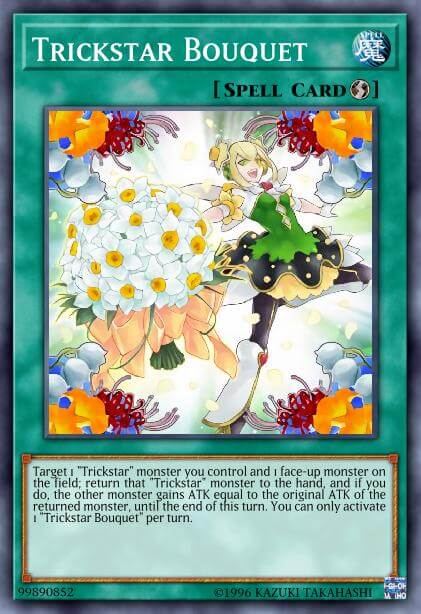 TRICKSTAR BOUQUET
SPELL
魔
[SPELL CARD]
Target 1 "Trickstar" monster you control and 1 face-up monster on
the field; return that "Trickstar" monster to the hand, and if you
do, the other monster gains ATK equal to the original ATK of the
returned monster, until the end of this turn. You can only activate
1 "Trickstar Bouquet" per turn.
99890852
©1996 KAZUKI TAKAHASHI